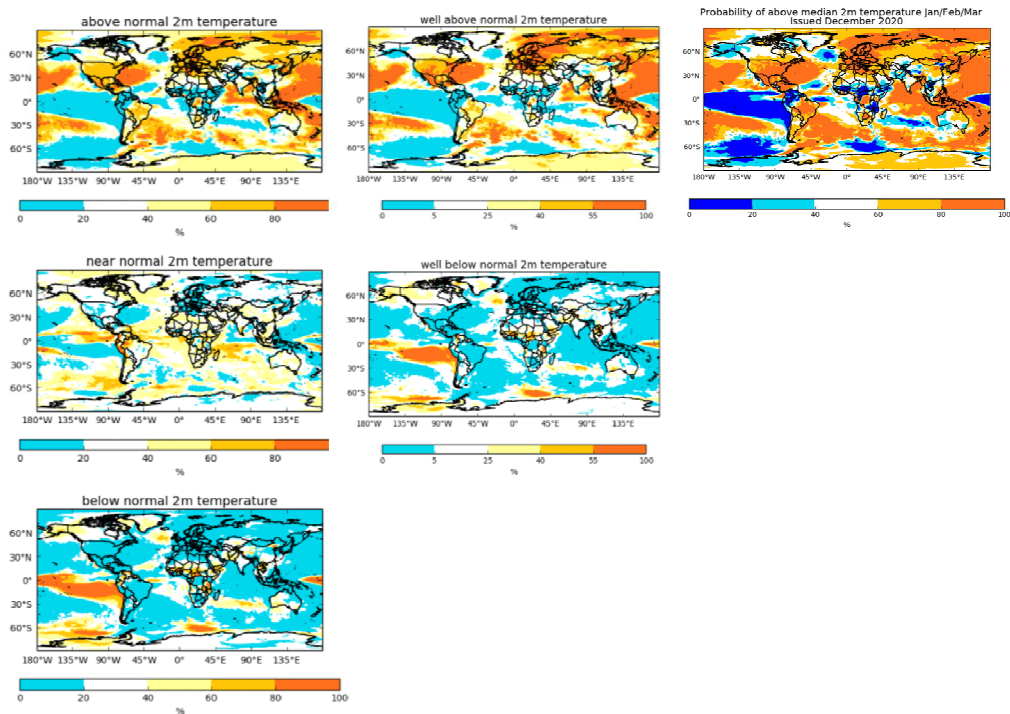 above normal 2m temperature
60°N
30°N
0°
30°S
60°S
180°W 135°W 90°W 45°W 0° 45°E 90°E 135°E
0 20 40 60 80
%
well above normal 2m temperature
60°N
30°N
0°
30°S
60°S
180°W 135°W 90°W 45°W 0° 45°E 90°E 135°E
0 5 25 40 55 100
%
Probability of above median 2m temperature Jan/Feb/Mar
Issued December 2020
60°N
30°N
0°
30°S
60°S
180°W 135°W 90°W 45°W 0° 45°E 90°E 135°E
0 20 40 60 80 100
%
near normal 2m temperature
60°N
30°N
0°
30°S
60°S
180°W 135°W 90°W 45°W 0° 45°E 90°E 135°E
0 20 40 60 80
%
well below normal 2m temperature
60°N
30°N
0°
30°S
60°S
180°W 135°W 90°W 45°W 0° 45°E 90°E 135°E
0 5 25 40 55 100
%
below normal 2m temperature
60°N
30°N
0°
30°S
60°S
180°W 135°W 90°W 45°W 0° 45°E 90°E 135°E
0 20 40 60 80 100
%